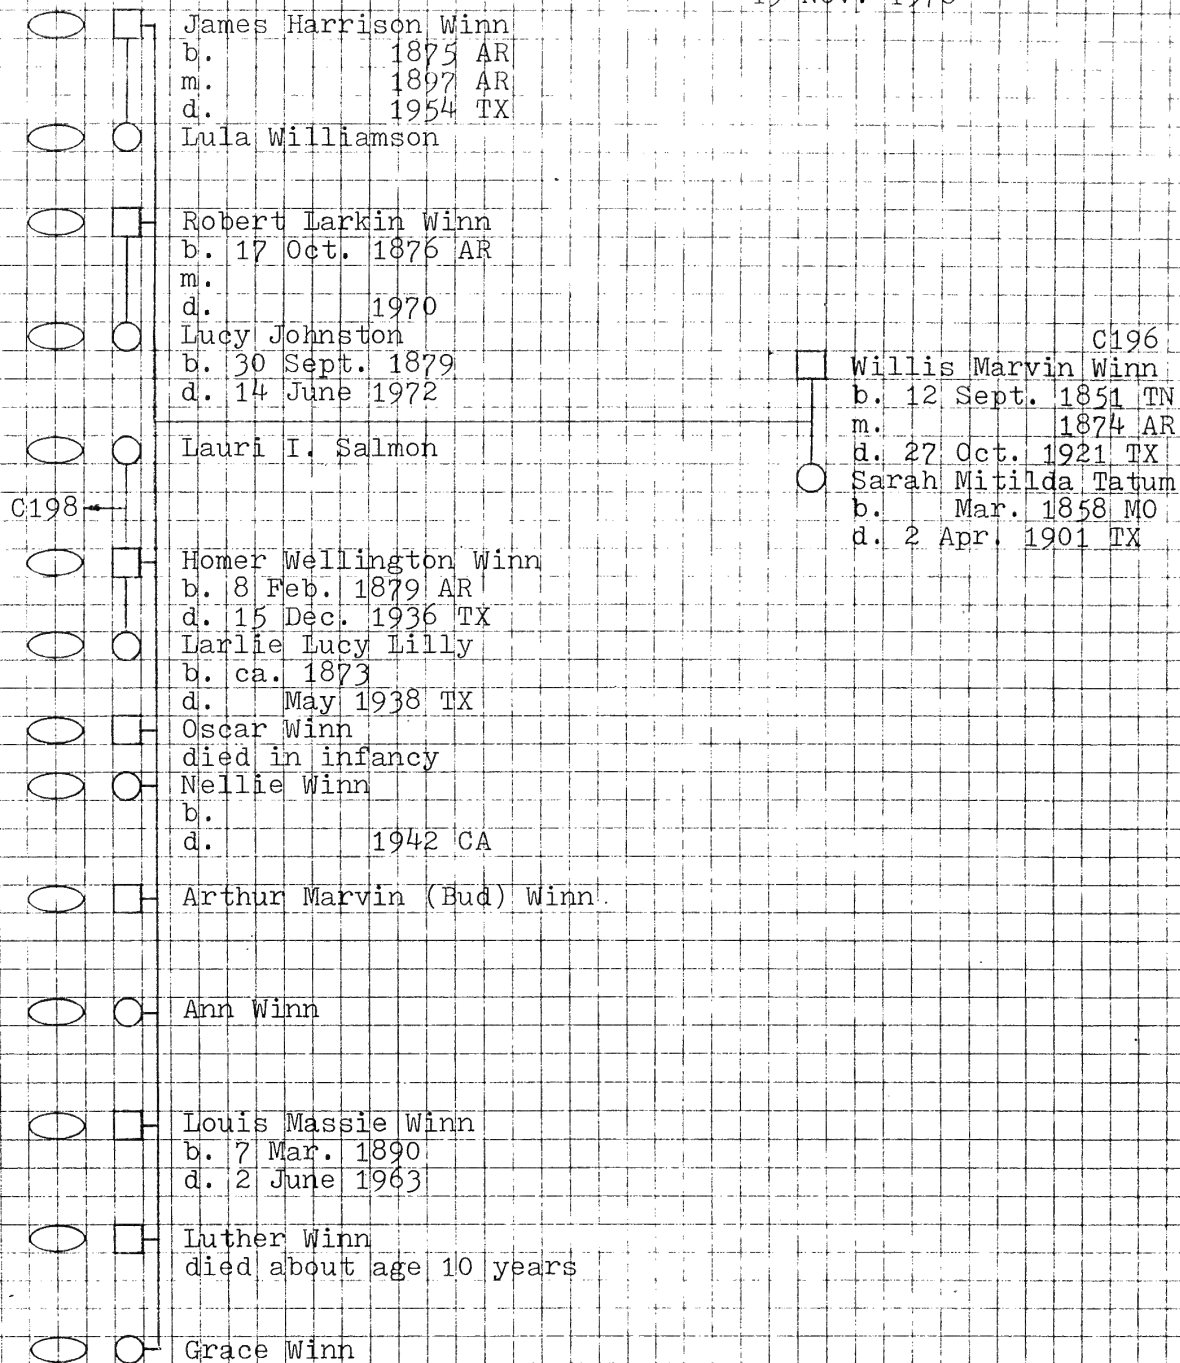 James Harrison Winn
b. 1875 AR
m. 1897 AR
d. 1954 TX
Lula Williamson
Robert Larkin Winn
b. 17 Oct. 1876 AR
m.
d. 1970
Lucy Johnston
b. 30 Sept. 1879
d. 14 June 1972
Lauri I. Salmon
C198
Homer Wellington Winn
b. 8 Feb. 1879 AR
d. 15 Dec. 1936 TX
Larlie Lucy Lilly
b. ca. 1873
d. May 1938 TX
Oscar Winn
died in infancy
Nellie Winn
b.
d. 1942 CA
Arthur Marvin (Bud) Winn
Ann Winn
Louis Massie Winn
b. 7 Mar. 1890
d. 2 June 1963
Luther Winn
died about age 10 years
Grace Winn
C196
Willis Marvin Winn
b. 12 Sept. 1851 TN
m. 1874 AR
d. 27 Oct. 1921 TX
Sarah Mitilda Tatum
b. Mar. 1858 MO
d. 2 Apr. 1901 TX